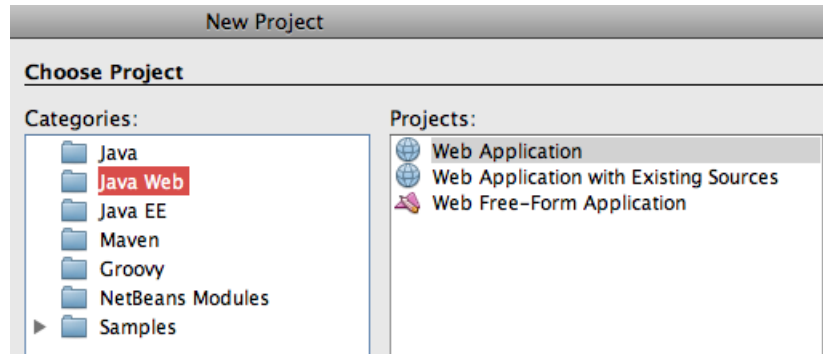 New Project
Choose Project
Categories:
Java
Java Web
Java EE
Maven
Groovy
NetBeans Modules
Samples
Projects:
Web Application
Web Application with Existing Sources
Web Free-Form Application